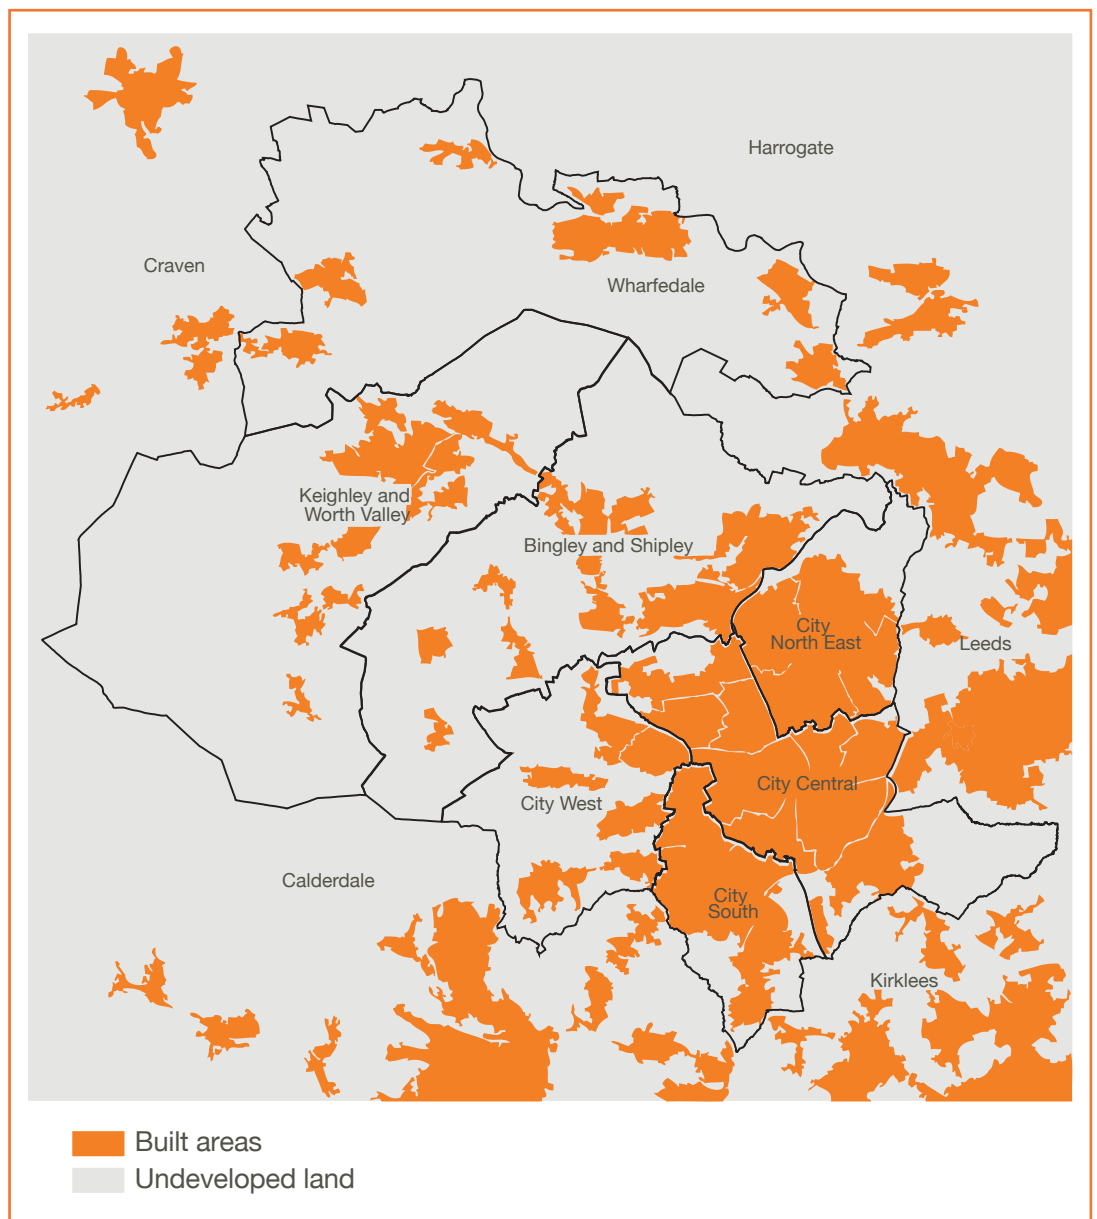 Harrogate
Craven
Wharfedale
Keighley and
Worth Valley
Bingley and Shipley
City
North East
Leeds
City Central
City West
Calderdale
City
South
Kirklees
Built areas
Undeveloped land